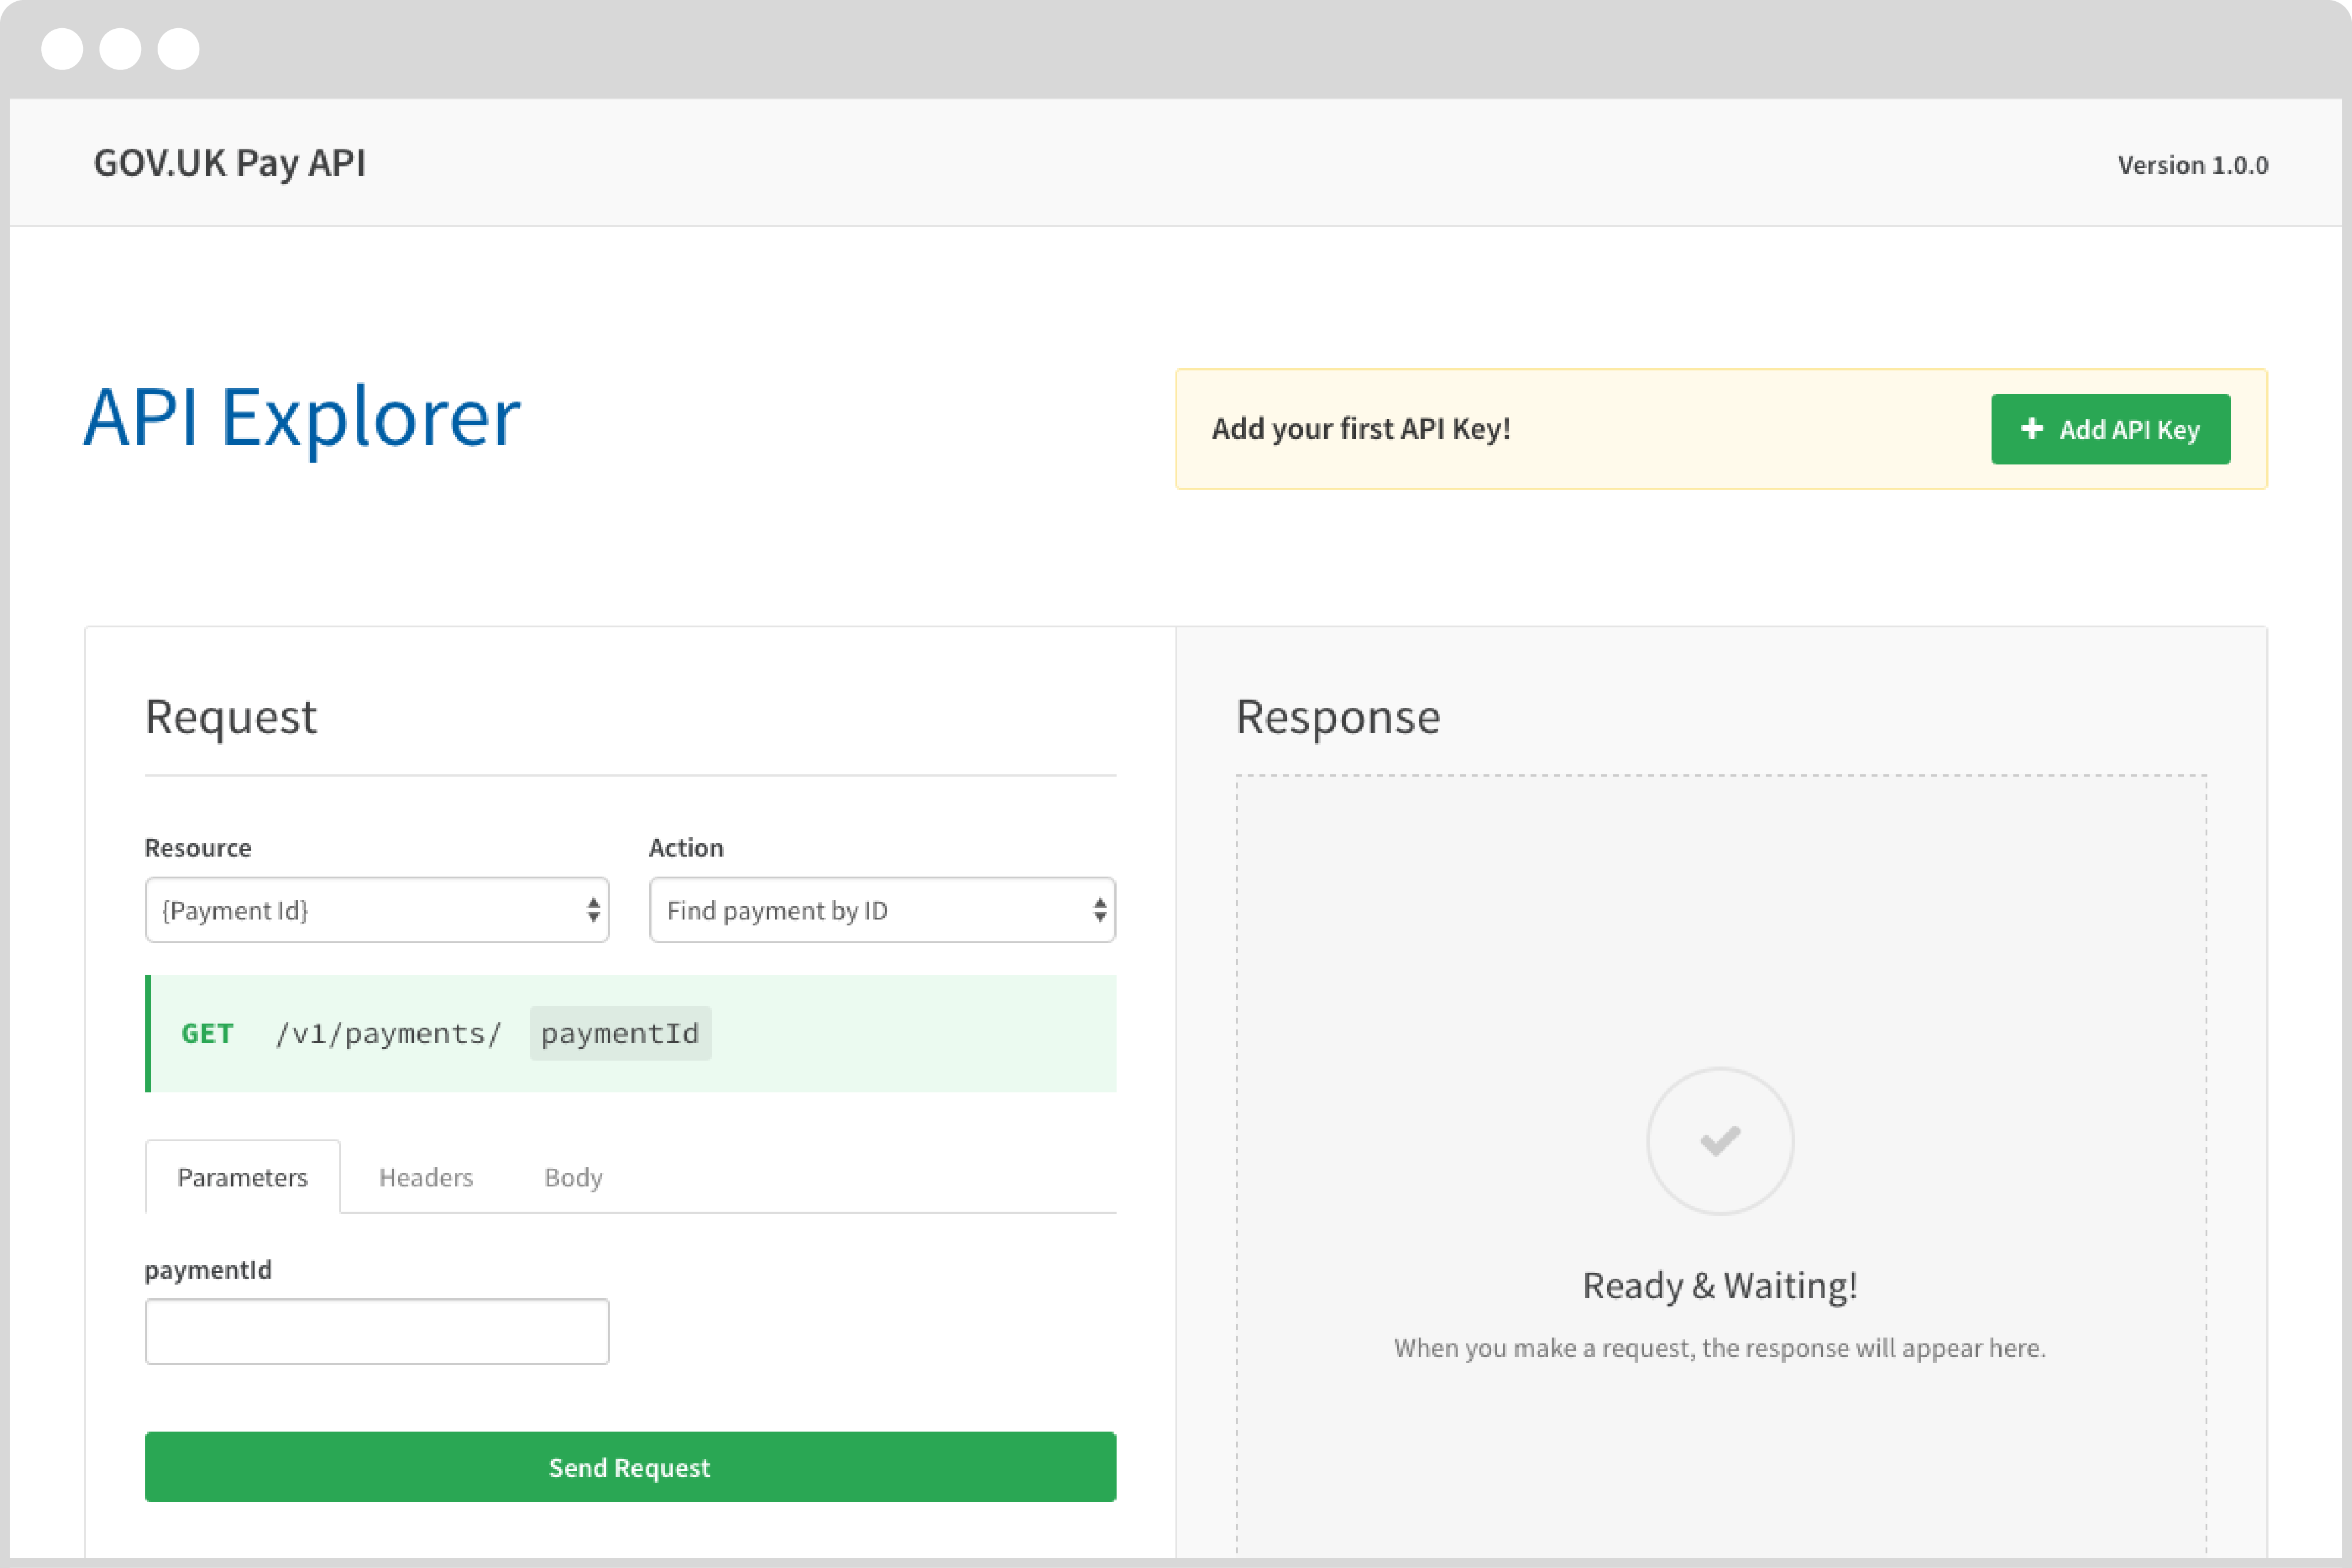 GOV.UK Pay API
Version 1.0.0
API Explorer
Add your first API Key!
Add API Key
Request
Resource
Action
{Payment Id}
Find payment by ID
GET /v1/payments/ paymentId
Parameters Headers Body
paymentId
Send Request
Response
Ready & Waiting!
When you make a request, the response will appear here.